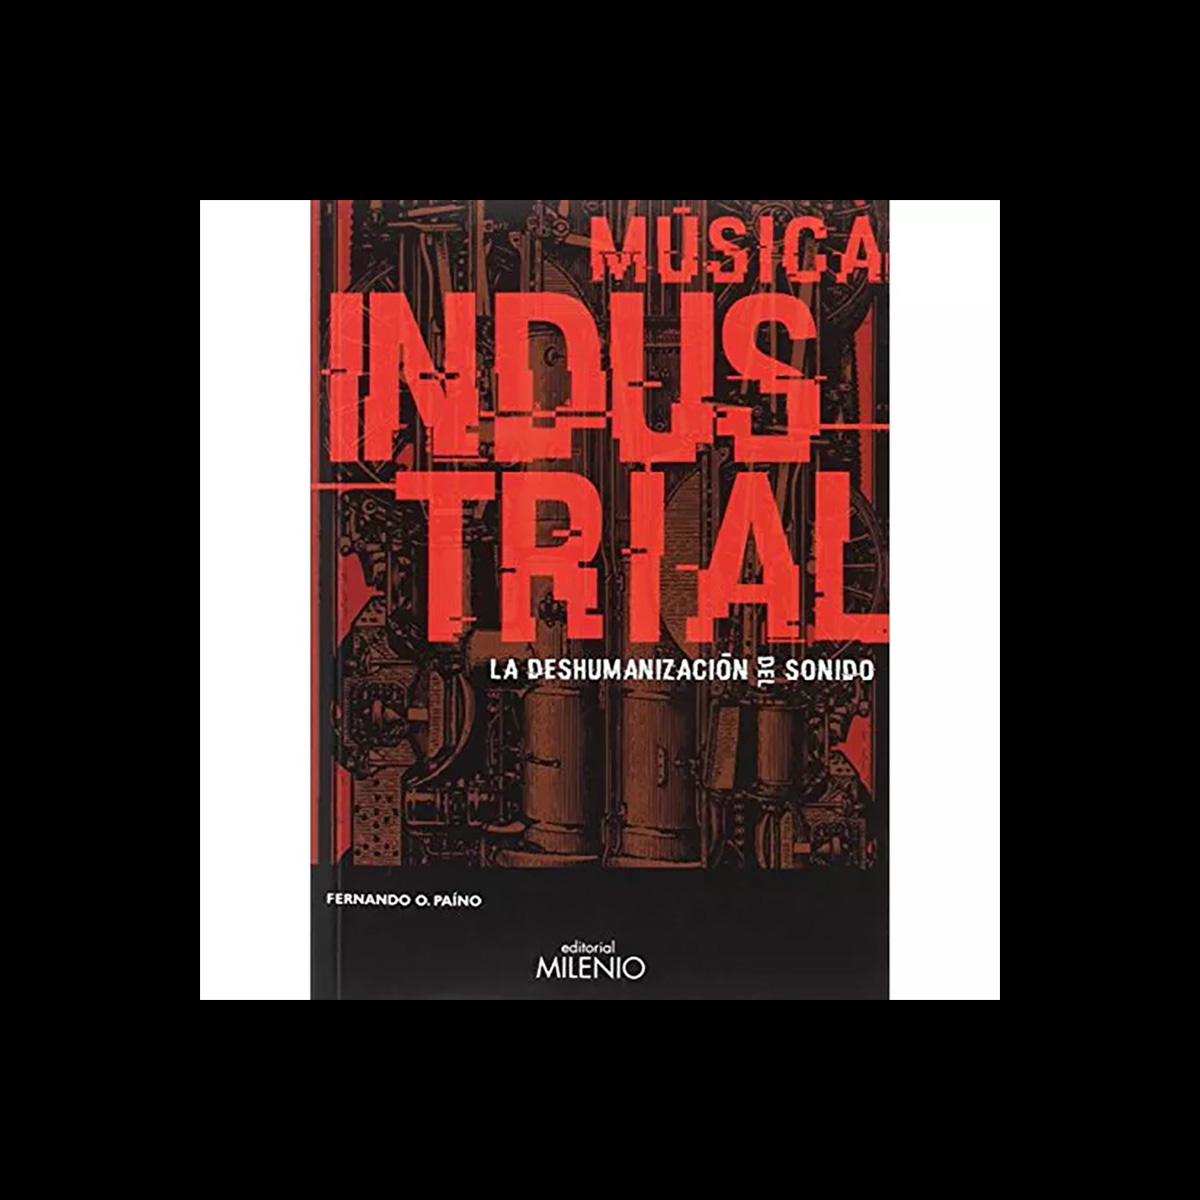 MÚSICA
INDUS
TRIAL
LA DESHUMANIZACIÓN DEL SONIDO
FERNANDO O. PAÍNO
editorial
MILENIO